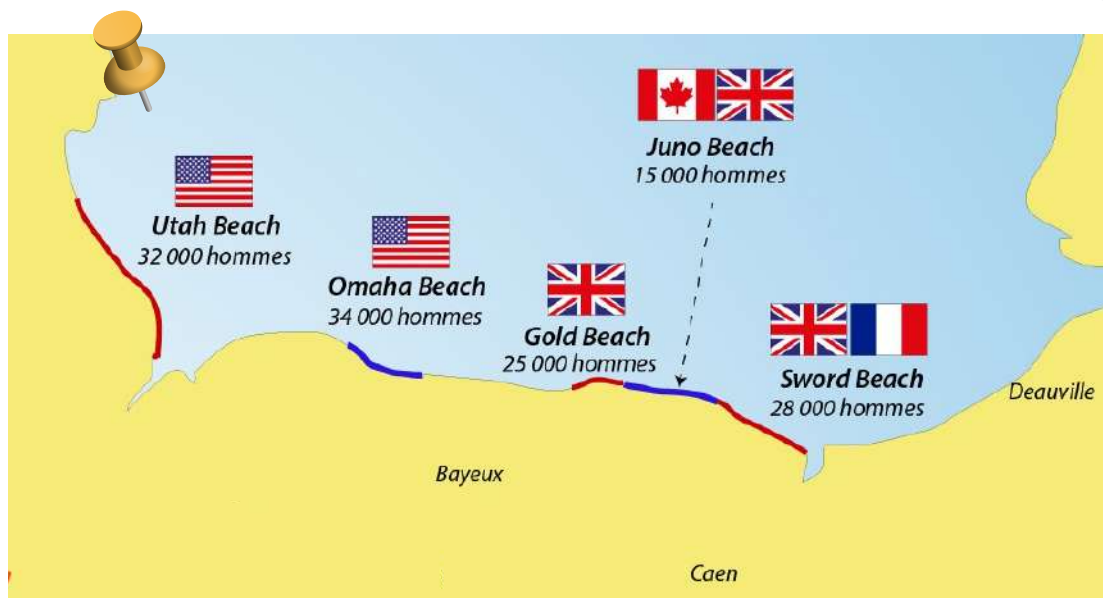 Juno Beach
15 000 hommes
Utah Beach
32 000 hommes
Omaha Beach
34 000 hommes
Gold Beach
25 000 hommes
Sword Beach
28 000 hommes
Deauville
Bayeux
Caen